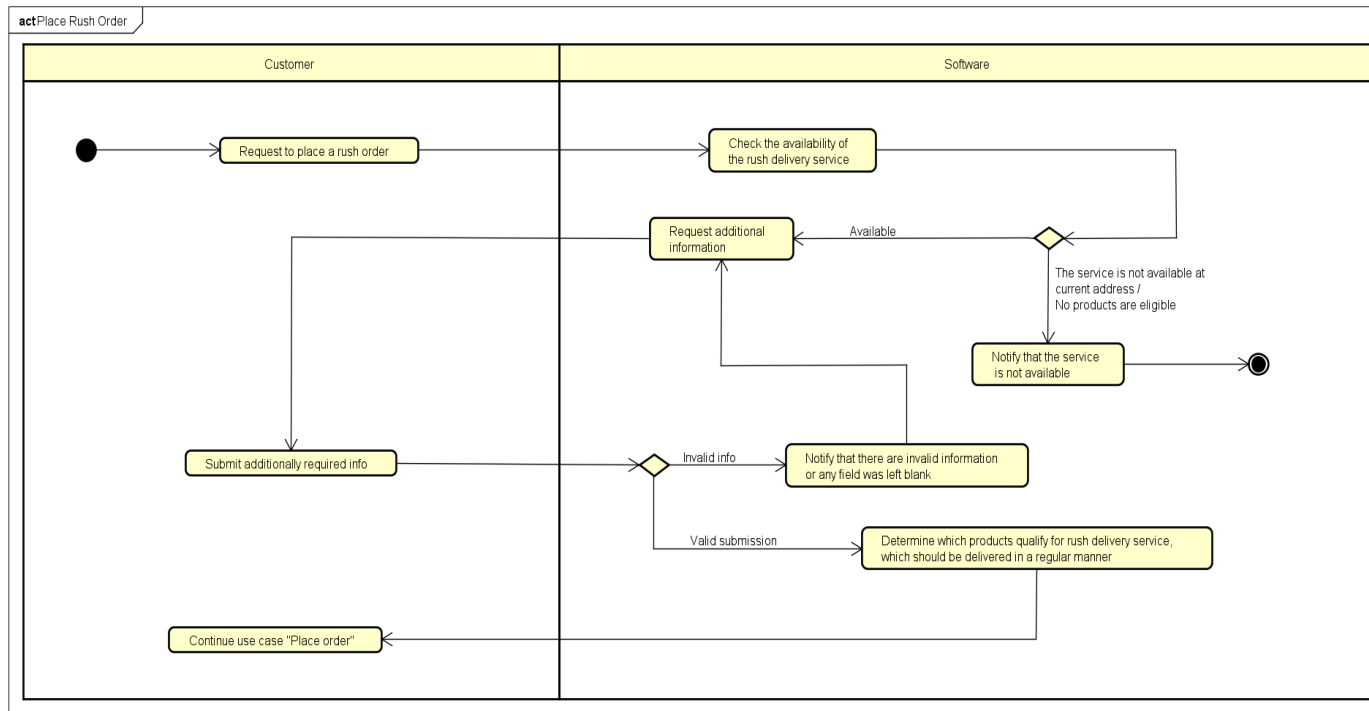 act Place Rush Order
Customer
Software
Request to place a rush order
Check the availability of
the rush delivery service
Request additional
information
Available
The service is not available at
current address /
No products are eligible
Notify that the service
is not available
Submit additionally required info
Invalid info
Notify that there are invalid information
or any field was left blank
Valid submission
Determine which products qualify for rush delivery service,
which should be delivered in a regular manner
Continue use case "Place order"